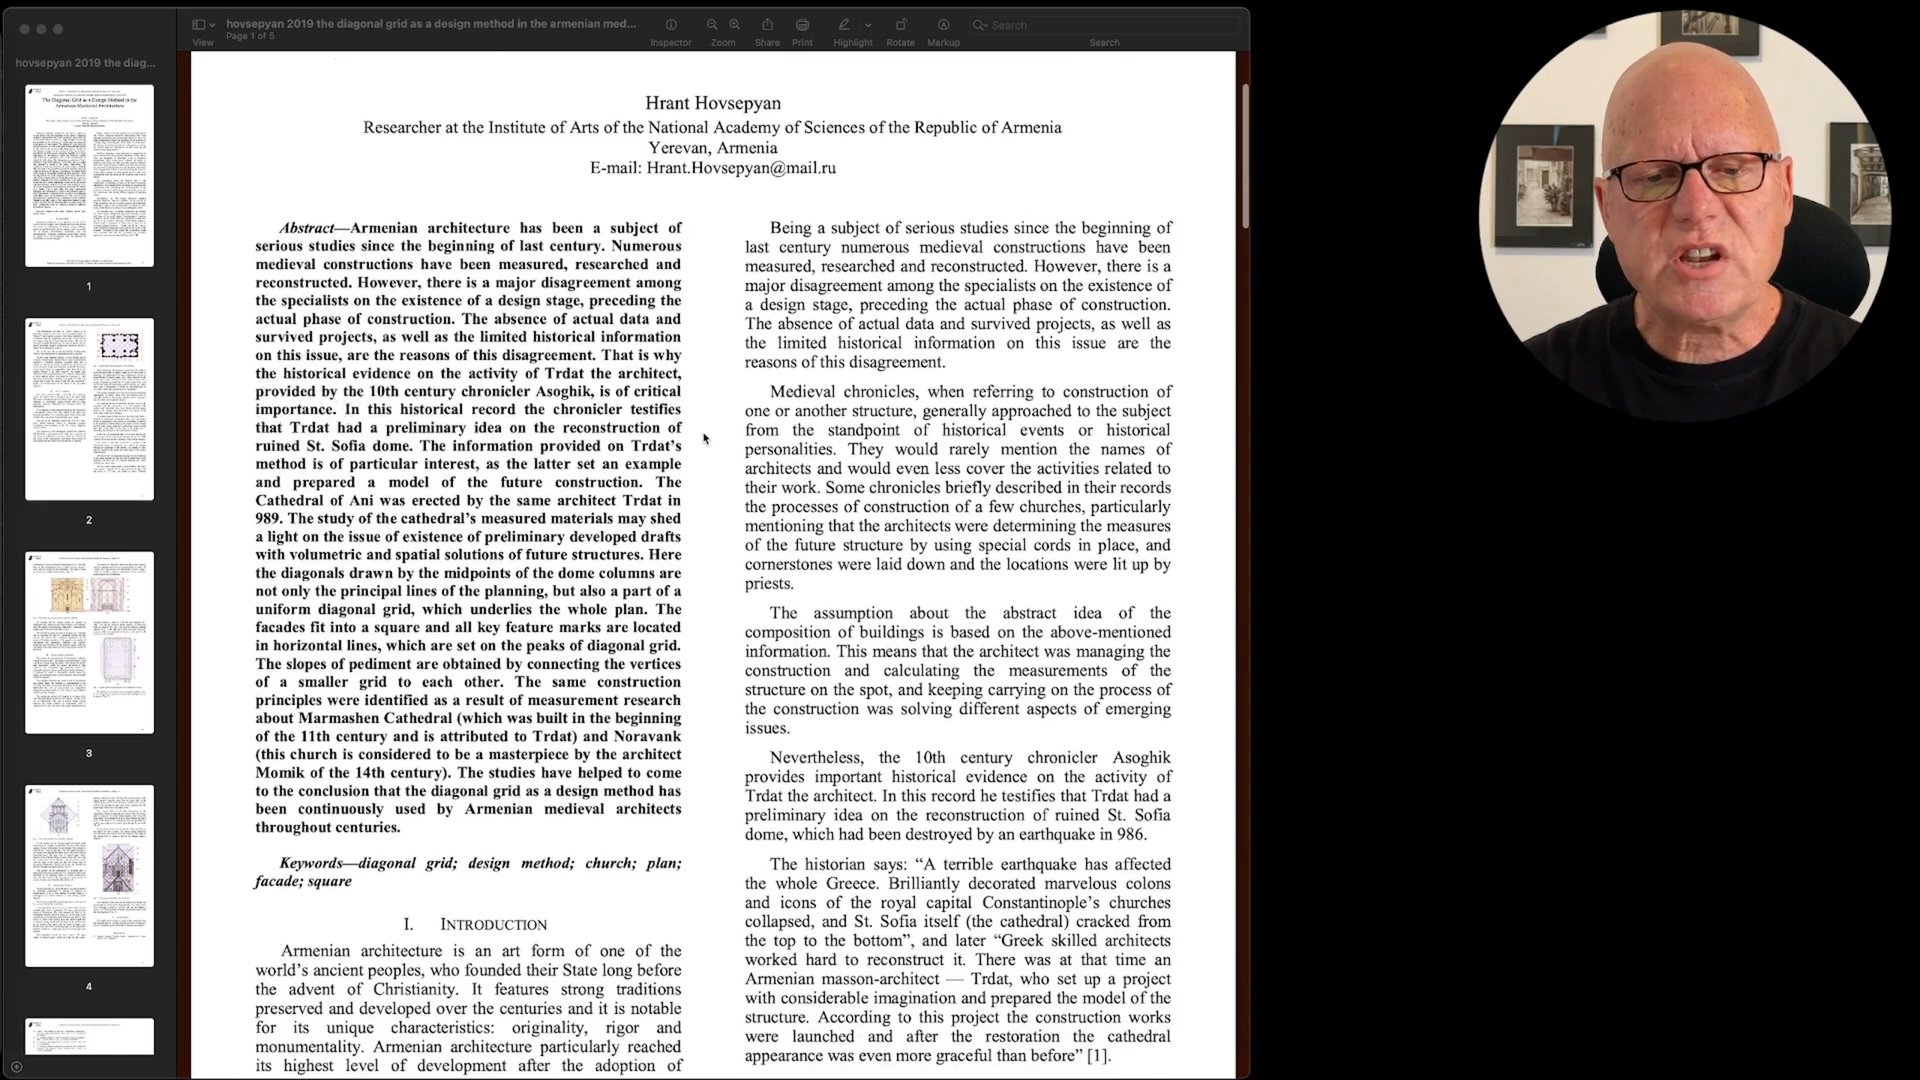 hovsepyan 2019 the diagonal grid as a design method in the armenian med...
Page 1 of 5
View
Inspector
Zoom
Share
Print
Highlight
Rotate
Markup
Search
Search
hovsepyan 2019 the diag...
1
2
3
4
Hrant Hovsepyan
Researcher at the Institute of Arts of the National Academy of Sciences of the Republic of Armenia
Yerevan, Armenia
E-mail: Hrant.Hovsepyan@mail.ru
Abstract—Armenian architecture has been a subject of
serious studies since the beginning of last century. Numerous
medieval constructions have been measured, researched and
reconstructed. However, there is a major disagreement among
the specialists on the existence of a design stage, preceding the
actual phase of construction. The absence of actual data and
survived projects, as well as the limited historical information
on this issue, are the reasons of this disagreement. That is why
the historical evidence on the activity of Trdat the architect,
provided by the 10th century chronicler Asoghik, is of critical
importance. In this historical record the chronicler testifies
that Trdat had a preliminary idea on the reconstruction of
ruined St. Sofia dome. The information provided on Trdat's
method is of particular interest, as the latter set an example
and prepared a model of the future construction. The
Cathedral of Ani was erected by the same architect Trdat in
989. The study of the cathedral's measured materials may shed
a light on the issue of existence of preliminary developed drafts
with volumetric and spatial solutions of future structures. Here
the diagonals drawn by the midpoints of the dome columns are
not only the principal lines of the planning, but also a part of a
uniform diagonal grid, which underlies the whole plan. The
facades fit into a square and all key feature marks are located
in horizontal lines, which are set on the peaks of diagonal grid.
The slopes of pediment are obtained by connecting the vertices
of a smaller grid to each other. The same construction
principles were identified as a result of measurement research
about Marmashen Cathedral (which was built in the beginning
of the 11th century and is attributed to Trdat) and Noravank
(this church is considered to be a masterpiece by the architect
Momik of the 14th century). The studies have helped to come
to the conclusion that the diagonal grid as a design method has
been continuously used by Armenian medieval architects
throughout centuries.
Keywords—diagonal grid; design method; church; plan;
facade; square
I. INTRODUCTION
Armenian architecture is an art form of one of the
world's ancient peoples, who founded their State long before
the advent of Christianity. It features strong traditions
preserved and developed over the centuries and it is notable
for its unique characteristics: originality, rigor and
monumentality. Armenian architecture particularly reached
its highest level of development after the adoption of
Being a subject of serious studies since the beginning of
last century numerous medieval constructions have been
measured, researched and reconstructed. However, there is a
major disagreement among the specialists on the existence of
a design stage, preceding the actual phase of construction.
The absence of actual data and survived projects, as well as
the limited historical information on this issue are the
reasons of this disagreement.
Medieval chronicles, when referring to construction of
one or another structure, generally approached to the subject
from the standpoint of historical events or historical
personalities. They would rarely mention the names of
architects and would even less cover the activities related to
their work. Some chronicles briefly described in their records
the processes of construction of a few churches, particularly
mentioning that the architects were determining the measures
of the future structure by using special cords in place, and
cornerstones were laid down and the locations were lit up by
priests.
The assumption about the abstract idea of the
composition of buildings is based on the above-mentioned
information. This means that the architect was managing the
construction and calculating the measurements of the
structure on the spot, and keeping carrying on the process of
the construction was solving different aspects of emerging
issues.
Nevertheless, the 10th century chronicler Asoghik
provides important historical evidence on the activity of
Trdat the architect. In this record he testifies that Trdat had a
preliminary idea on the reconstruction of ruined St. Sofia
dome, which had been destroyed by an earthquake in 986.
The historian says: “A terrible earthquake has affected
the whole Greece. Brilliantly decorated marvelous colons
and icons of the royal capital Constantinople's churches
collapsed, and St. Sofia itself (the cathedral) cracked from
the top to the bottom”, and later “Greek skilled architects
worked hard to reconstruct it. There was at that time an
Armenian masson-architect — Trdat, who set up a project
with considerable imagination and prepared the model of the
structure. According to this project the construction works
were launched and after the restoration the cathedral
appearance was even more graceful than before” [1].